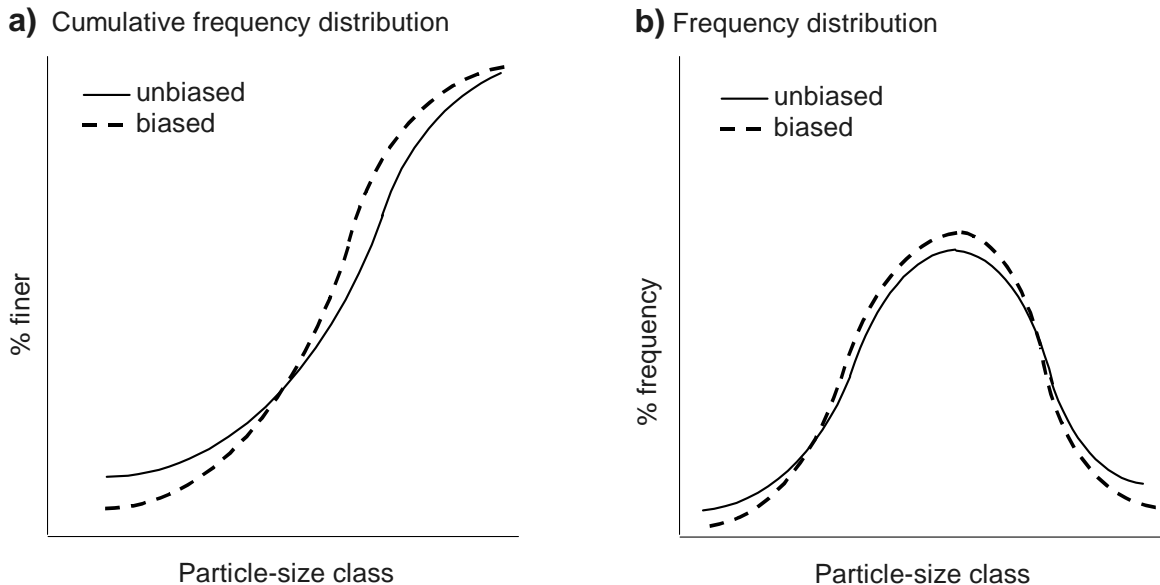 a) Cumulative frequency distribution
unbiased
biased
% finer
Particle-size class
b) Frequency distribution
unbiased
biased
% frequency
Particle-size class